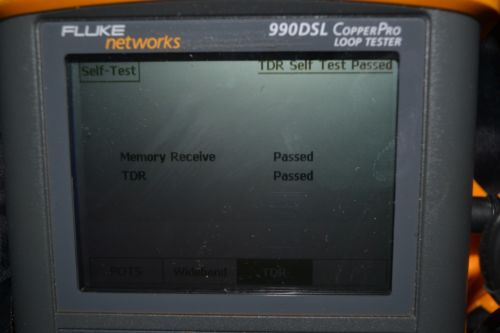 FLUKE networks 990DSL COPPERPRO
LOOP TESTER
Self-Test TDR Self Test Passed
Memory Receive Passed
TDR Passed
POTS Wideband TDR